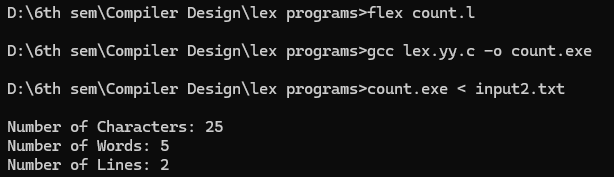 D:\6th sem\Compiler Design\lex programs>flex count.l
D:\6th sem\Compiler Design\lex programs>gcc lex.yy.c -o count.exe
D:\6th sem\Compiler Design\lex programs>count.exe < input2.txt
Number of Characters: 25
Number of Words: 5
Number of Lines: 2